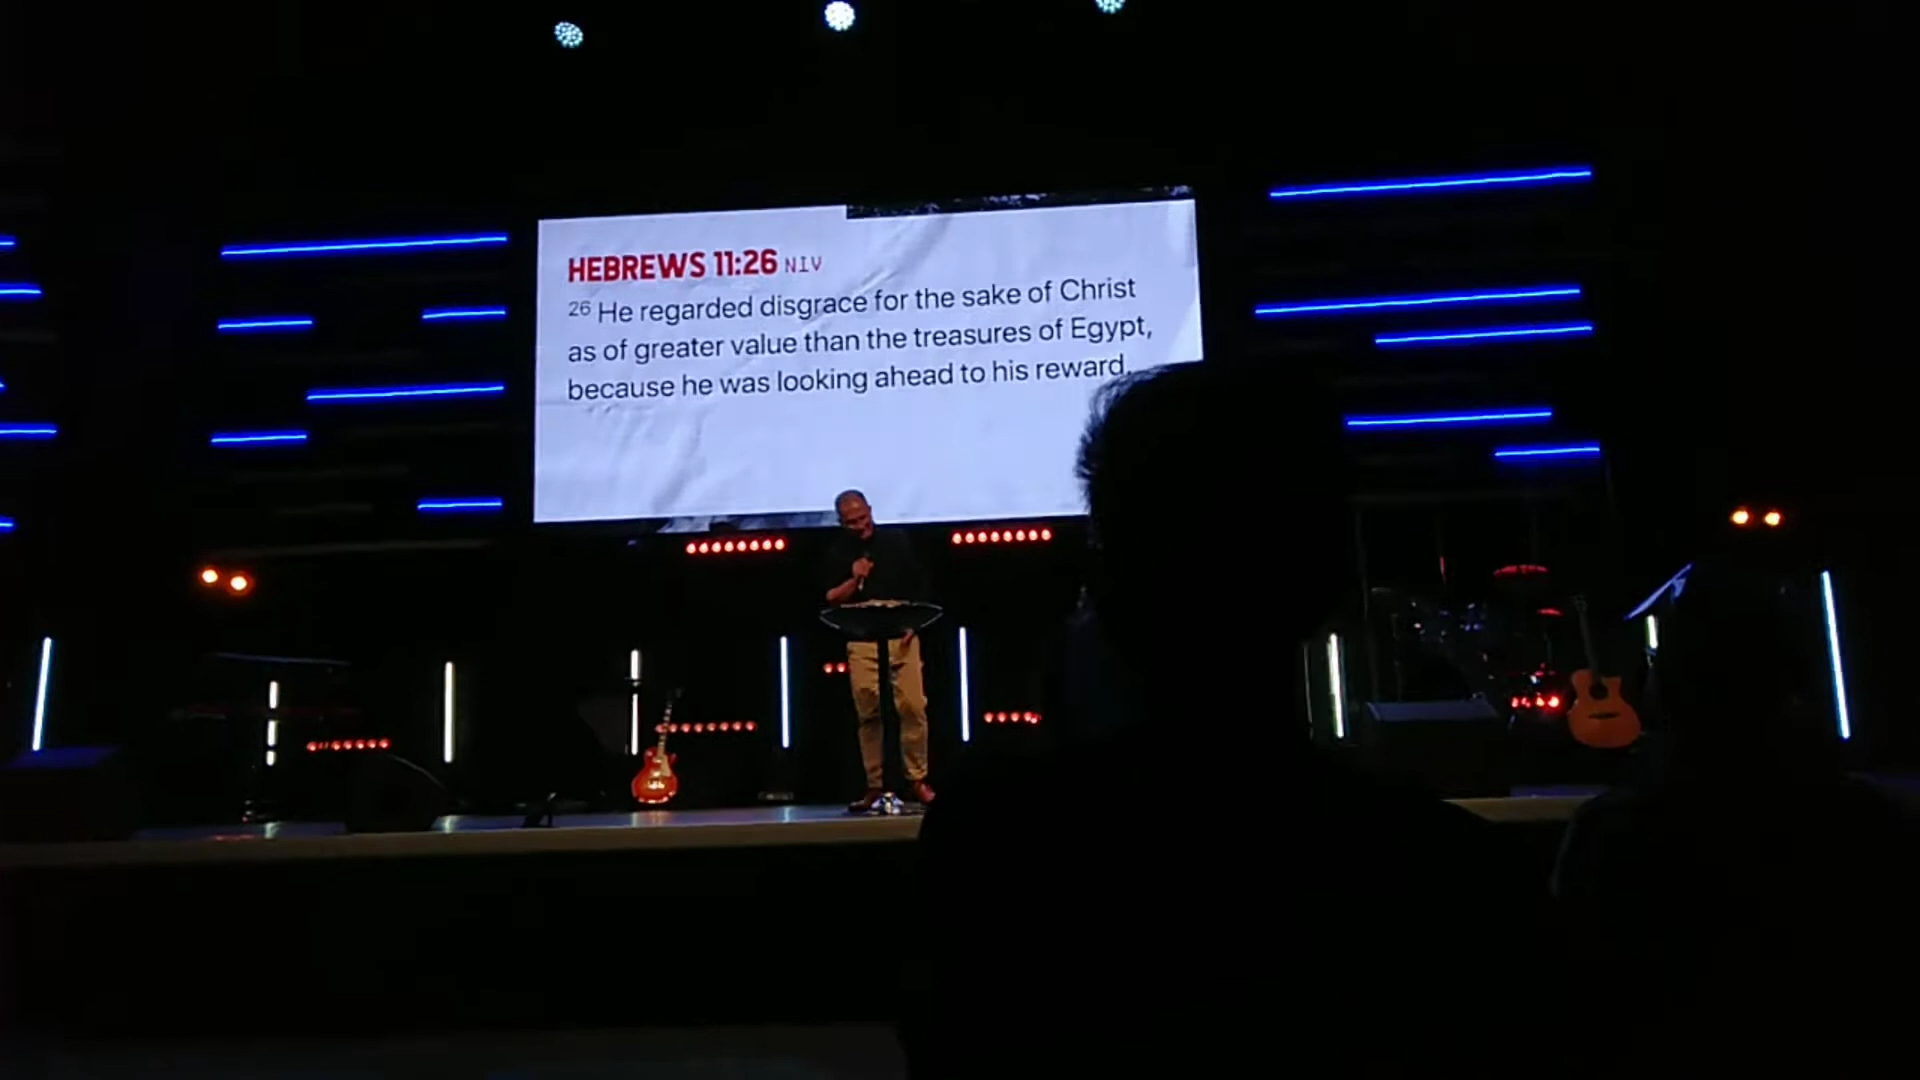 HEBREWS 11:26 NIV
26 He regarded disgrace for the sake of Christ
as of greater value than the treasures of Egypt,
because he was looking ahead to his reward.